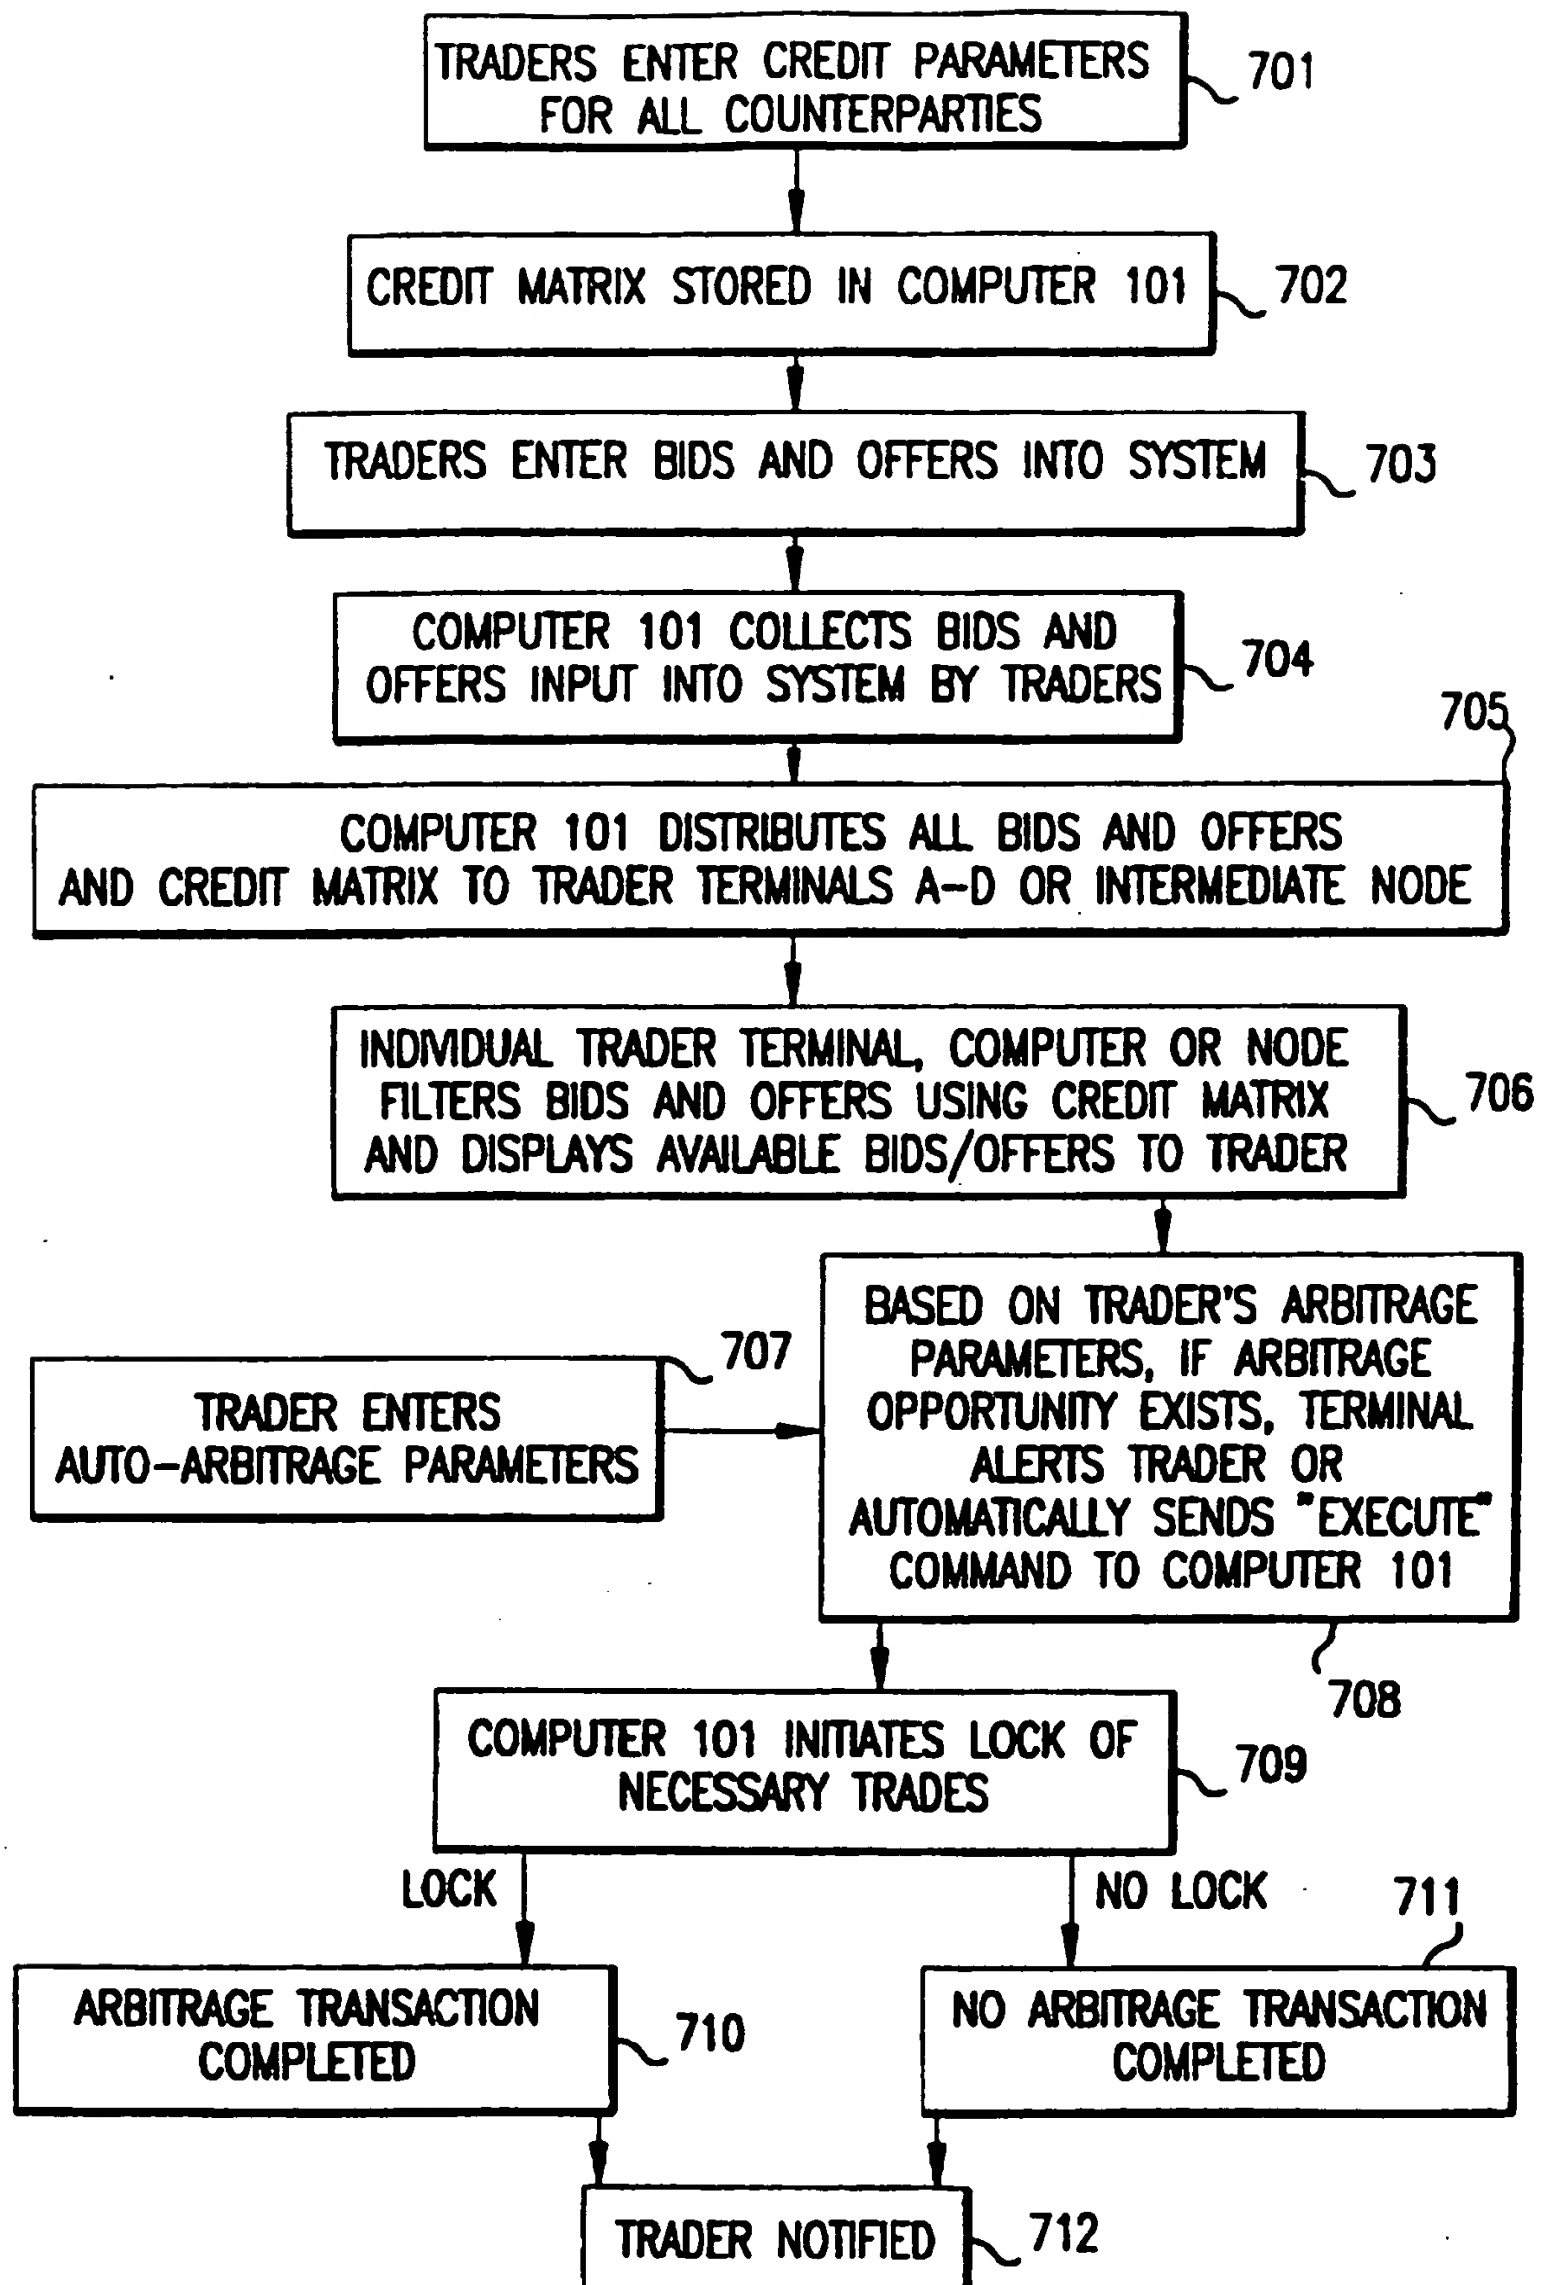 TRADERS ENTER CREDIT PARAMETERS
FOR ALL COUNTERPARTIES
701
CREDIT MATRIX STORED IN COMPUTER 101
702
TRADERS ENTER BIDS AND OFFERS INTO SYSTEM
703
COMPUTER 101 COLLECTS BIDS AND
OFFERS INPUT INTO SYSTEM BY TRADERS
704
705
COMPUTER 101 DISTRIBUTES ALL BIDS AND OFFERS
AND CREDIT MATRIX TO TRADER TERMINALS A-D OR INTERMEDIATE NODE
INDIVIDUAL TRADER TERMINAL, COMPUTER OR NODE
FILTERS BIDS AND OFFERS USING CREDIT MATRIX
AND DISPLAYS AVAILABLE BIDS/OFFERS TO TRADER
706
707
TRADER ENTERS
AUTO-ARBITRAGE PARAMETERS
BASED ON TRADER'S ARBITRAGE
PARAMETERS, IF ARBITRAGE
OPPORTUNITY EXISTS, TERMINAL
ALERTS TRADER OR
AUTOMATICALLY SENDS "EXECUTE"
COMMAND TO COMPUTER 101
708
COMPUTER 101 INITIATES LOCK OF
NECESSARY TRADES
709
LOCK
NO LOCK
711
ARBITRAGE TRANSACTION
COMPLETED
710
NO ARBITRAGE TRANSACTION
COMPLETED
TRADER NOTIFIED
712